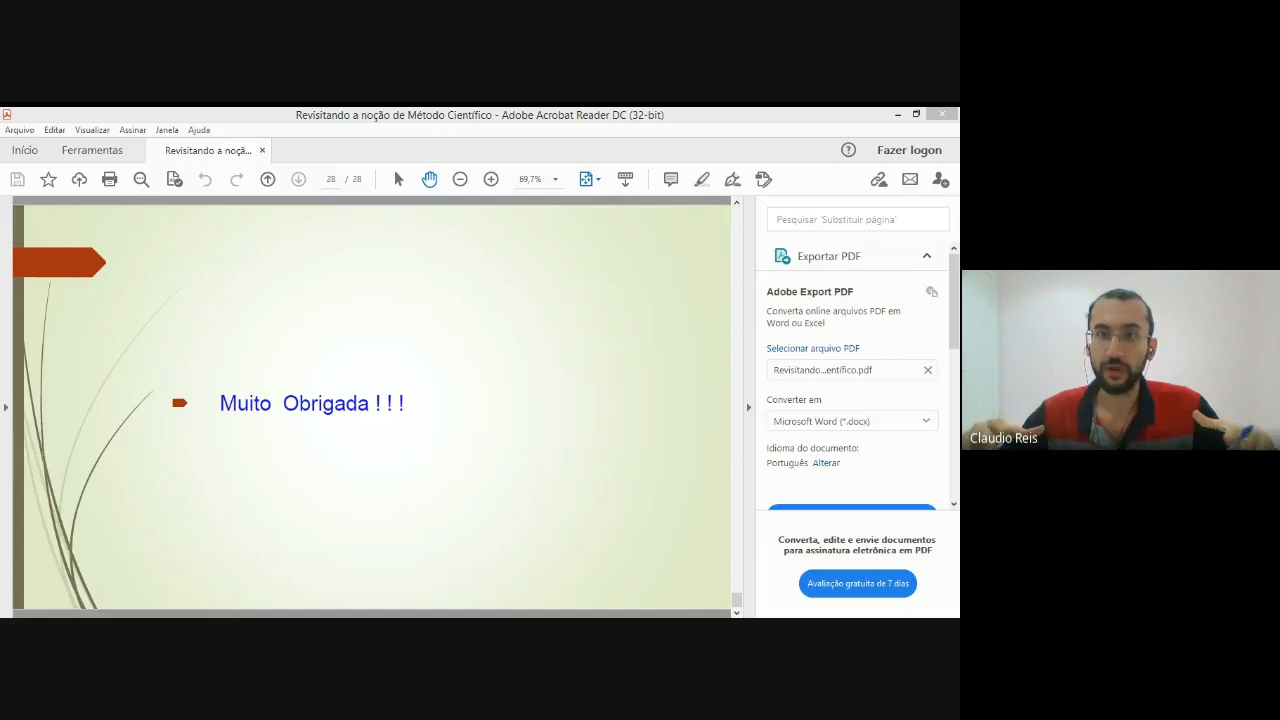 Revisitando a noção de Método Científico - Adobe Acrobat Reader DC (32-bit)
Arquivo Editar Visualizar Assinar Janela Ajuda
Início Ferramentas Revisitando a noçã... × Fazer logon
28 / 28 69,7%
Pesquisar 'Substituir página'
Exportar PDF
Adobe Export PDF
Converta online arquivos PDF em
Word ou Excel
Selecionar arquivo PDF
Revisitando...entífico.pdf
Converter em
Microsoft Word (*.docx)
Idioma do documento:
Português Alterar
Converta, edite e envie documentos
para assinatura eletrônica em PDF
Avaliação gratuita de 7 dias
Muito Obrigada ! ! !
Claudio Reis